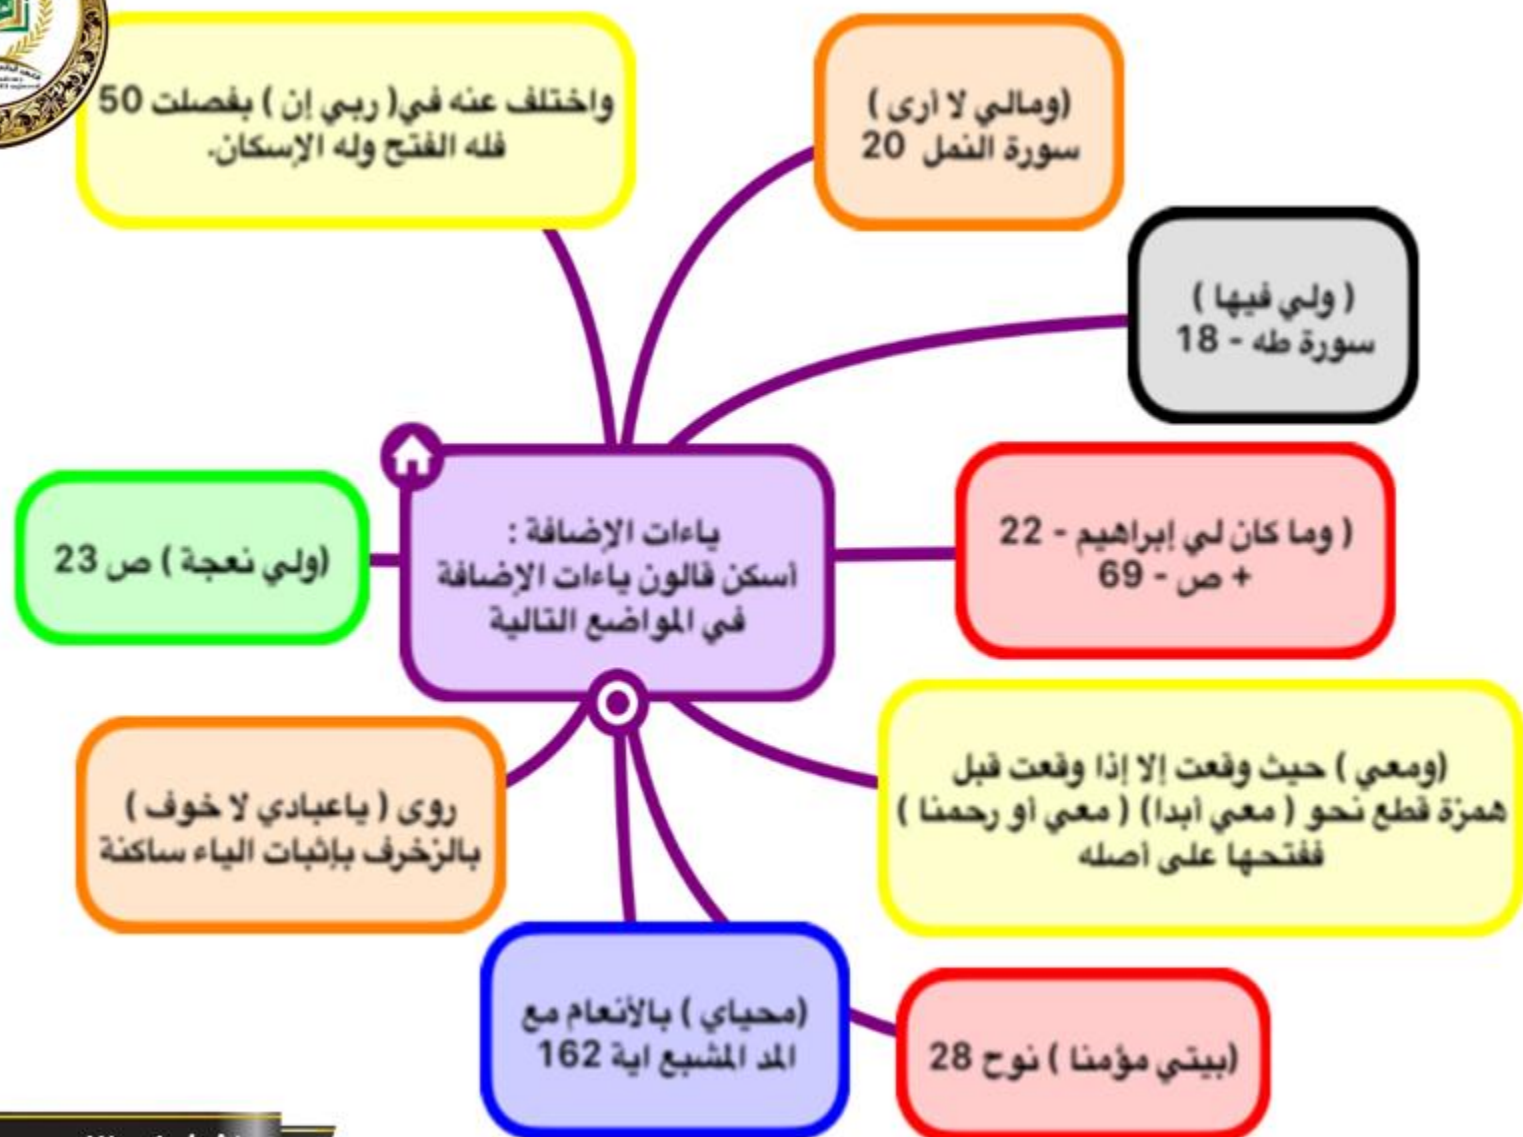 ياءات الإضافة :
أسكن قالون ياءات الإضافة
في المواضع التالية
واختلف عنه في( ربي إن ) بفصلت 50
فله الفتح وله الإسكان.
(ومالي لا أرى )
سورة النمل 20
( ولي فيها )
سورة طه - 18
( وما كان لي إبراهيم - 22
+ ص - 69
(ومعي ) حيث وقعت إلا إذا وقعت قبل
همزة قطع نحو ( معي أبدا) ( معي أو رحمنا )
ففتحها على أصله
(بيتي مؤمنا ) نوح 28
(محياي ) بالأنعام مع
المد المشبع اية 162
روى ( ياعبادي لا خوف )
بالزخرف بإثبات الياء ساكنة
(ولي نعجة ) ص 23